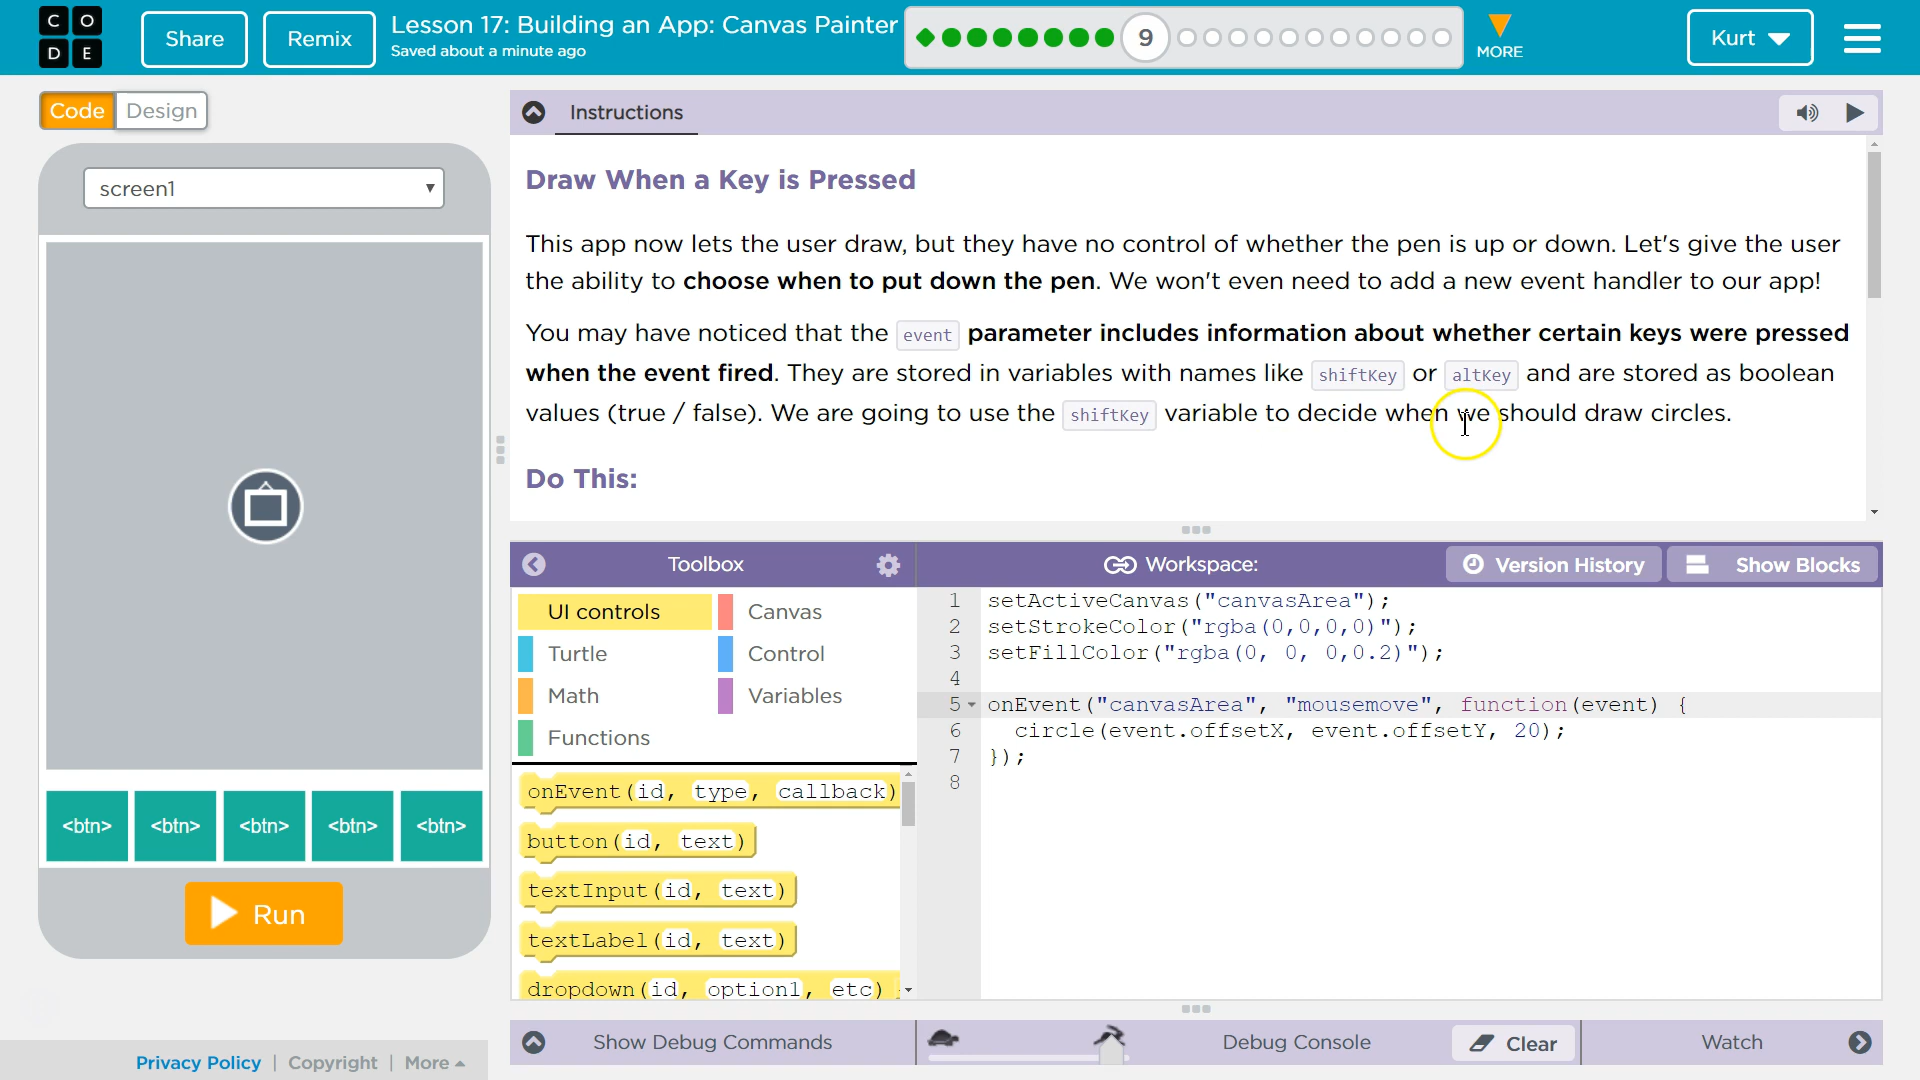 C O D E
Share
Remix
Lesson 17: Building an App: Canvas Painter
Saved about a minute ago
9
MORE
Kurt
Code
Design
Instructions
screen1
Draw When a Key is Pressed
This app now lets the user draw, but they have no control of whether the pen is up or down. Let's give the user
the ability to choose when to put down the pen. We won't even need to add a new event handler to our app!
You may have noticed that the event parameter includes information about whether certain keys were pressed
when the event fired. They are stored in variables with names like shiftKey or altKey and are stored as boolean
values (true / false). We are going to use the shiftKey variable to decide when we should draw circles.
Do This:
Toolbox
Workspace:
Version History
Show Blocks
UI controls
Canvas
Turtle
Control
Math
Variables
Functions
onEvent(id, type, callback)
button(id, text)
textInput(id, text)
textLabel(id, text)
dropdown(id, option1, etc)
1 setActiveCanvas("canvasArea");
2 setStrokeColor("rgba(0,0,0,0)");
3 setFillColor("rgba(0, 0, 0,0.2)");
4
5 onEvent("canvasArea", "mousemove", function(event) {
6 circle(event.offsetX, event.offsetY, 20);
7 });
8
<btn> <btn> <btn> <btn> <btn>
Run
Show Debug Commands
Debug Console
Clear
Watch
Privacy Policy | Copyright | More